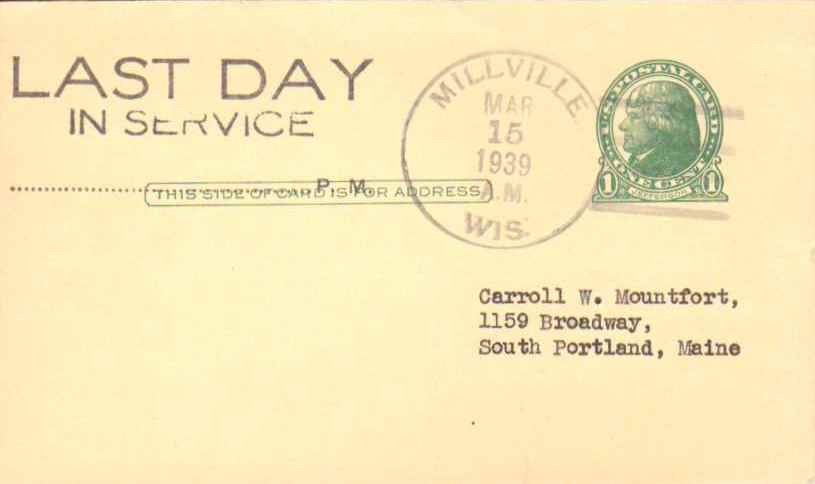 LAST DAY
IN SERVICE
P. M.
THIS SIDE OF CARD IS FOR ADDRESS
MILLVILLE
MAR
15
1939
A.M.
WIS.
U.S. POSTAL CARD
ONE CENT
1 1
JEFFERSON
Carroll W. Mountfort,
1159 Broadway,
South Portland, Maine